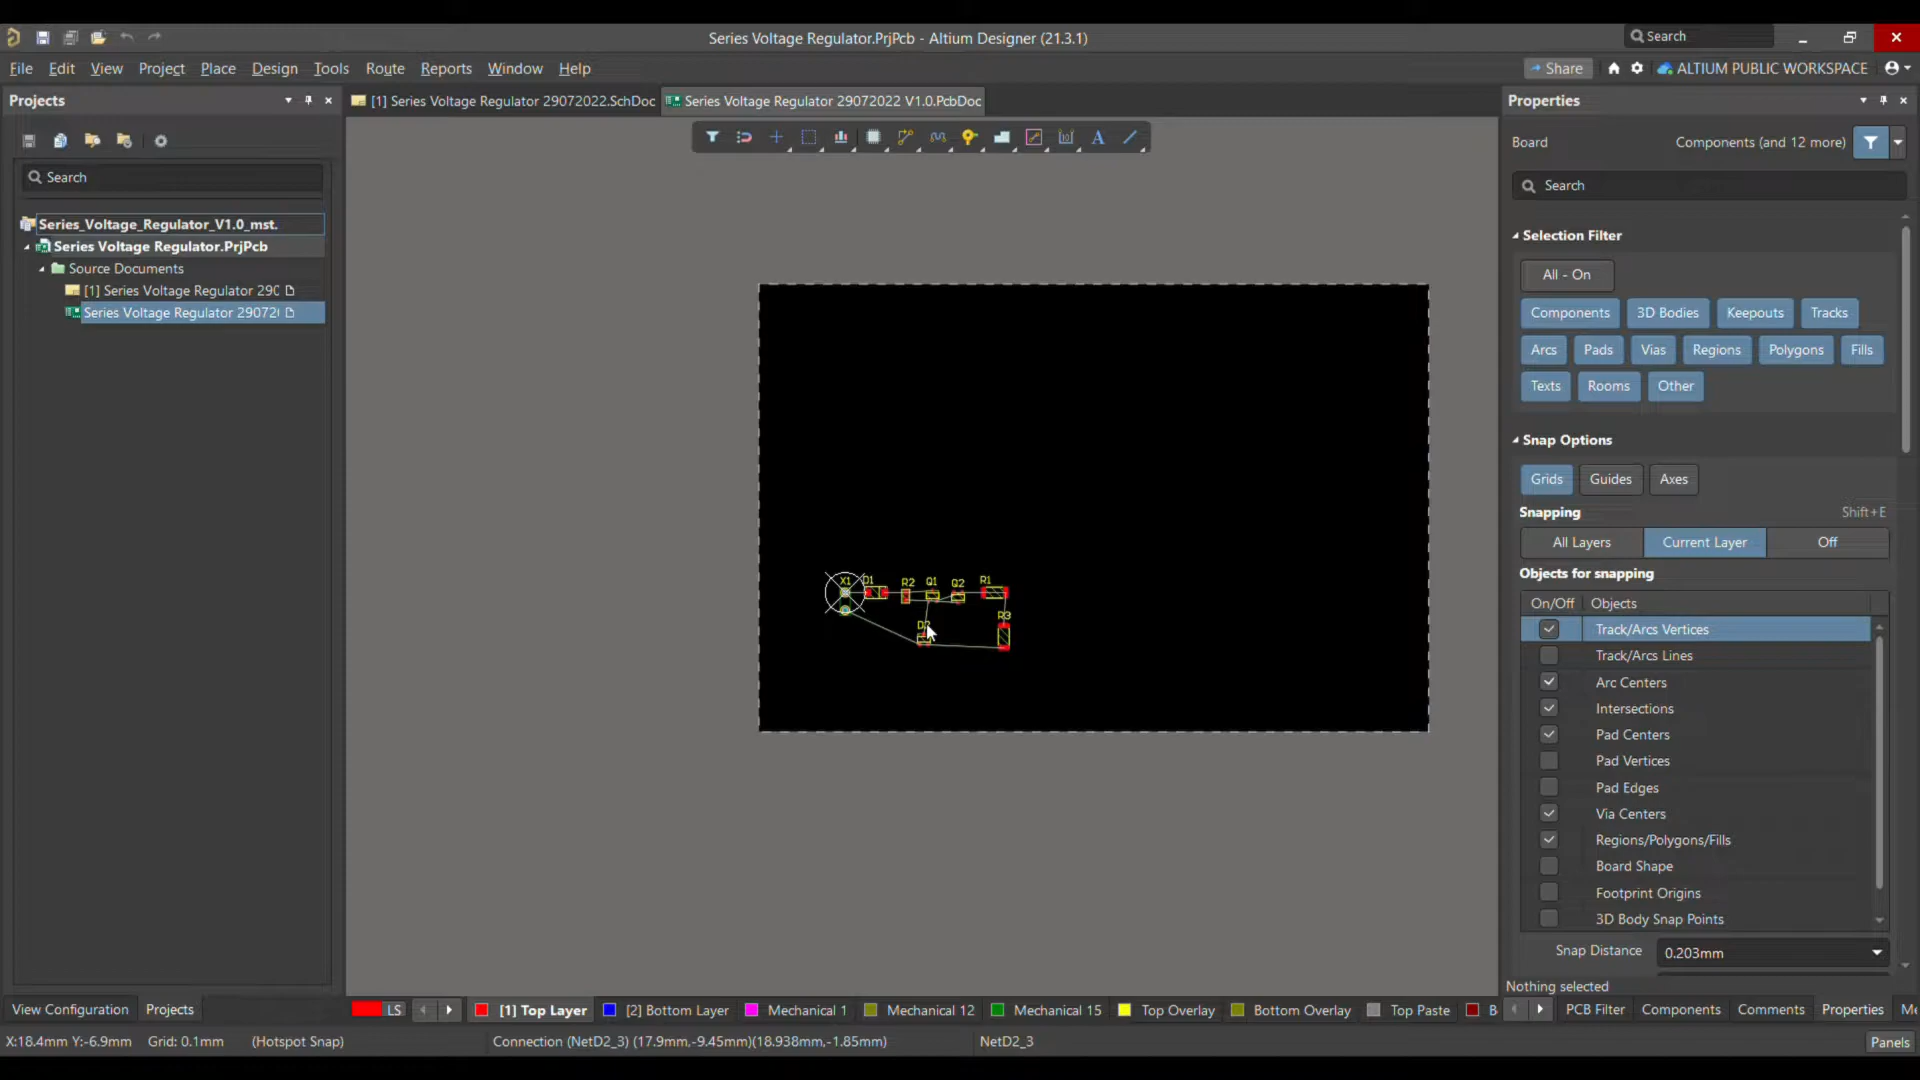 Series Voltage Regulator.PrjPcb - Altium Designer (21.3.1)
Search
File Edit View Project Place Design Tools Route Reports Window Help
Share
ALTIUM PUBLIC WORKSPACE
Projects
[1] Series Voltage Regulator 29072022.SchDoc
Series Voltage Regulator 29072022 V1.0.PcbDoc
Properties
Board
Components (and 12 more)
Search
Search
Series_Voltage_Regulator_V1.0_mst.
Series Voltage Regulator.PrjPcb
Source Documents
[1] Series Voltage Regulator 290
Series Voltage Regulator 29072
Selection Filter
All - On
Components 3D Bodies Keepouts Tracks
Arcs Pads Vias Regions Polygons Fills
Texts Rooms Other
Snap Options
Grids Guides Axes
Snapping Shift+E
All Layers Current Layer Off
Objects for snapping
On/Off Objects
Track/Arcs Vertices
Track/Arcs Lines
Arc Centers
Intersections
Pad Centers
Pad Vertices
Pad Edges
Via Centers
Regions/Polygons/Fills
Board Shape
Footprint Origins
3D Body Snap Points
Snap Distance 0.203mm
Nothing selected
X1 D1 R2 Q1 Q2 R1
R3
View Configuration Projects
LS [1] Top Layer [2] Bottom Layer Mechanical 1 Mechanical 12 Mechanical 15 Top Overlay Bottom Overlay Top Paste B
PCB Filter Components Comments Properties Me
X:18.4mm Y:-6.9mm Grid: 0.1mm (Hotspot Snap) Connection (NetD2_3) (17.9mm,-9.45mm)(18.938mm,-1.85mm) NetD2_3
Panels